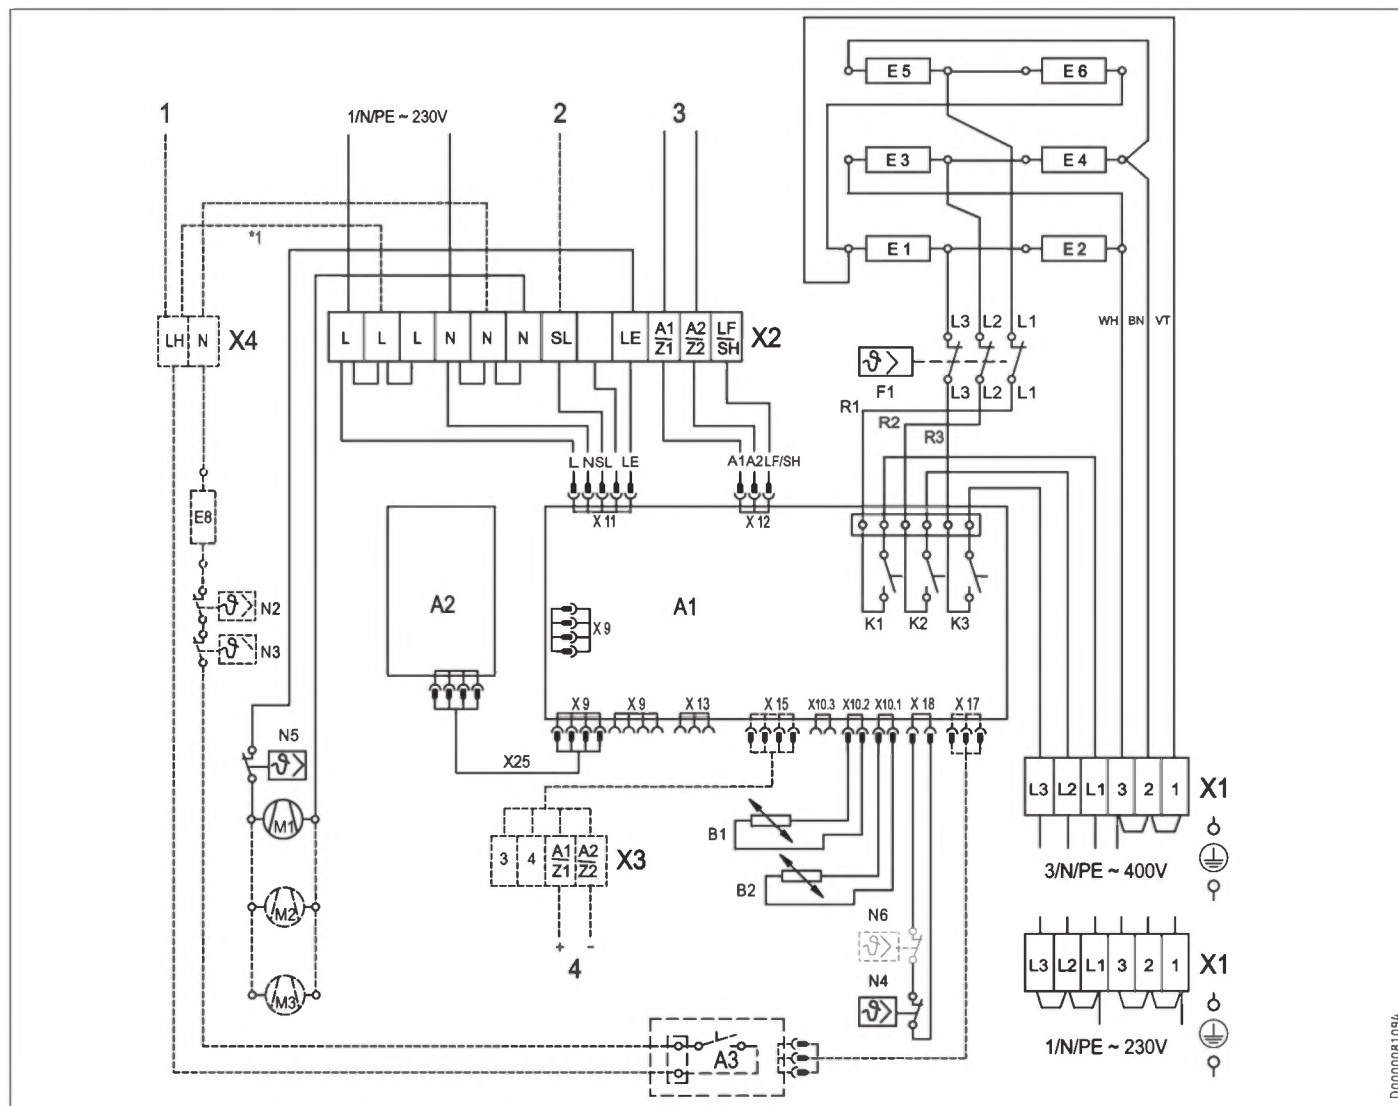 E 5 E 6
1 1/N/PE ~ 230V 2 3
E 3 E 4
*1
E 1 E 2
LH N X4
L L L N N N SL LE A1/Z1 A2/Z2 LF/SH X2
WH BN VT
L3 L2 L1
F1
L3 L2 L1
R1
R2
R3
L N SL LE A1 A2 LF/SH
X 11 X 12
E8
A2 A1
N2
N3
X 9
K1 K2 K3
X 9 X 9 X 13 X 15 X10.3 X10.2 X10.1 X 18 X 17
N5
X25
L3 L2 L1 3 2 1 X1
M1
B1
3 4 A1/Z1 A2/Z2 X3
3/N/PE ~ 400V
B2
M2
N6
+ -
4
L3 L2 L1 3 2 1 X1
N4
M3
1/N/PE ~ 230V
A3
D0000081094